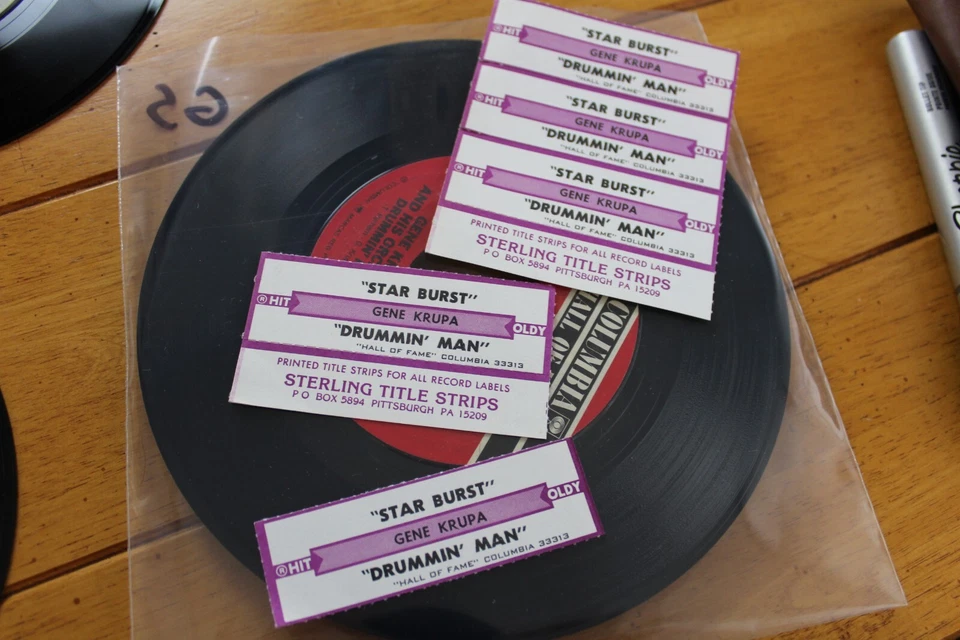 G5
®HIT
"STAR BURST"
GENE KRUPA
OLDY
"DRUMMIN' MAN"
"HALL OF FAME" COLUMBIA 33313
®HIT
"STAR BURST"
GENE KRUPA
OLDY
"DRUMMIN' MAN"
"HALL OF FAME" COLUMBIA 33313
®HIT
"STAR BURST"
GENE KRUPA
OLDY
"DRUMMIN' MAN"
"HALL OF FAME" COLUMBIA 33313
PRINTED TITLE STRIPS FOR ALL RECORD LABELS
STERLING TITLE STRIPS
P O BOX 5894 PITTSBURGH PA 15209
GENE
AND HIS
DRUMMIN'
COLUMBIA
HALL OF
®HIT
"STAR BURST"
GENE KRUPA
OLDY
"DRUMMIN' MAN"
"HALL OF FAME" COLUMBIA 33313
PRINTED TITLE STRIPS FOR ALL RECORD LABELS
STERLING TITLE STRIPS
P O BOX 5894 PITTSBURGH PA 15209
®HIT
"STAR BURST"
GENE KRUPA
OLDY
"DRUMMIN' MAN"
"HALL OF FAME" COLUMBIA 33313
Sharpie